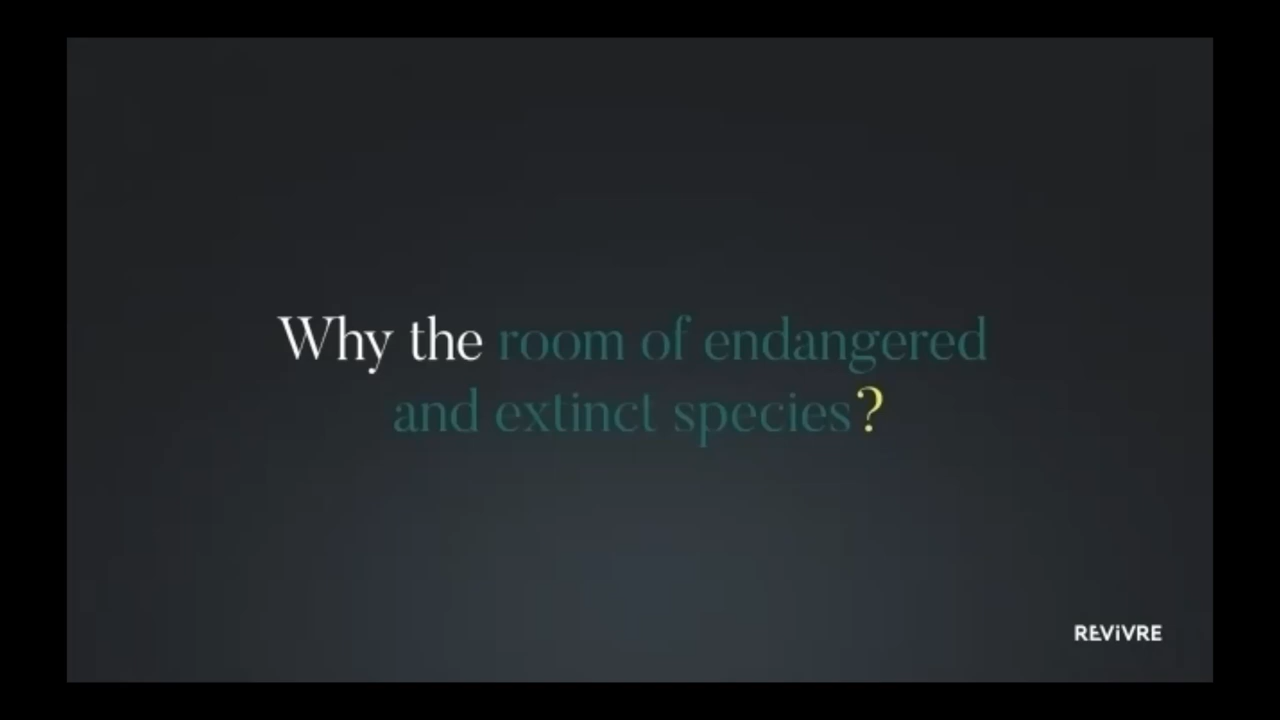 Why the room of endangered
and extinct species?
REViVRE